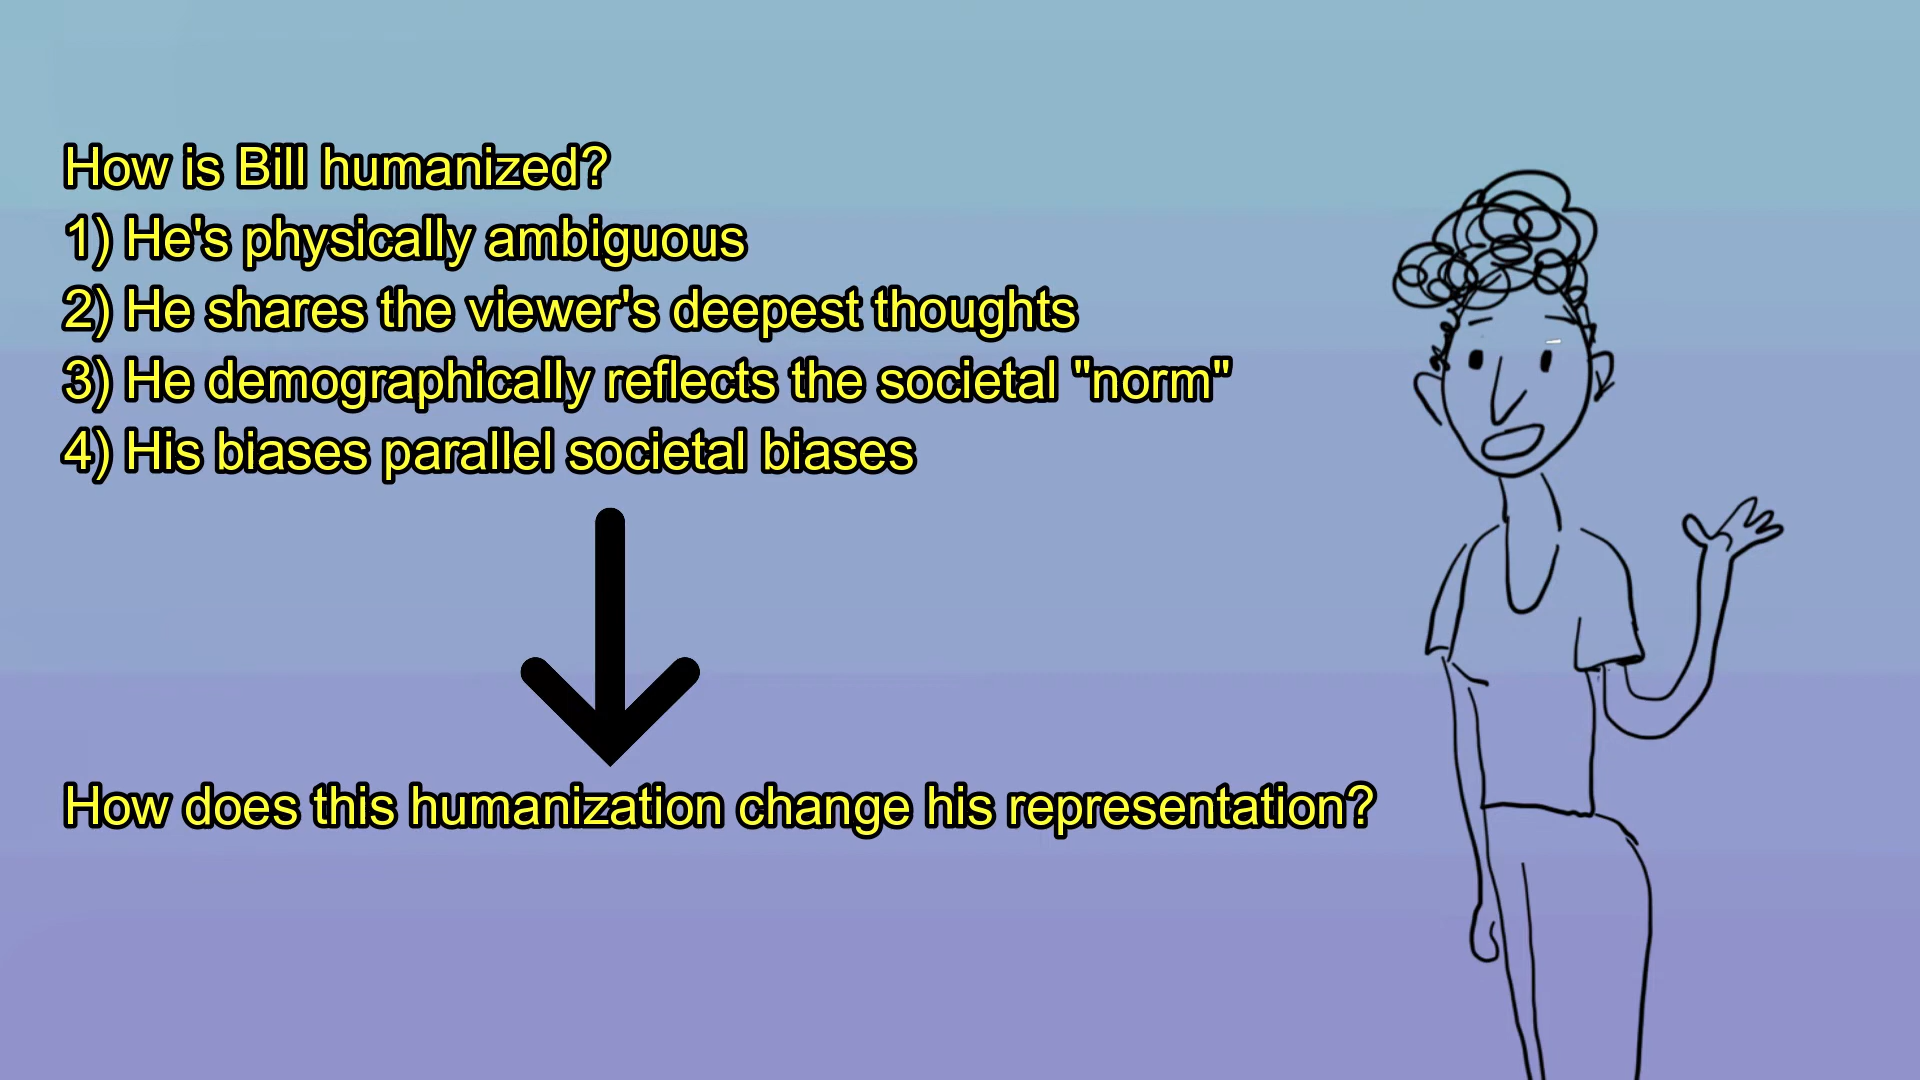 How is Bill humanized?
1) He's physically ambiguous
2) He shares the viewer's deepest thoughts
3) He demographically reflects the societal "norm"
4) His biases parallel societal biases
How does this humanization change his representation?